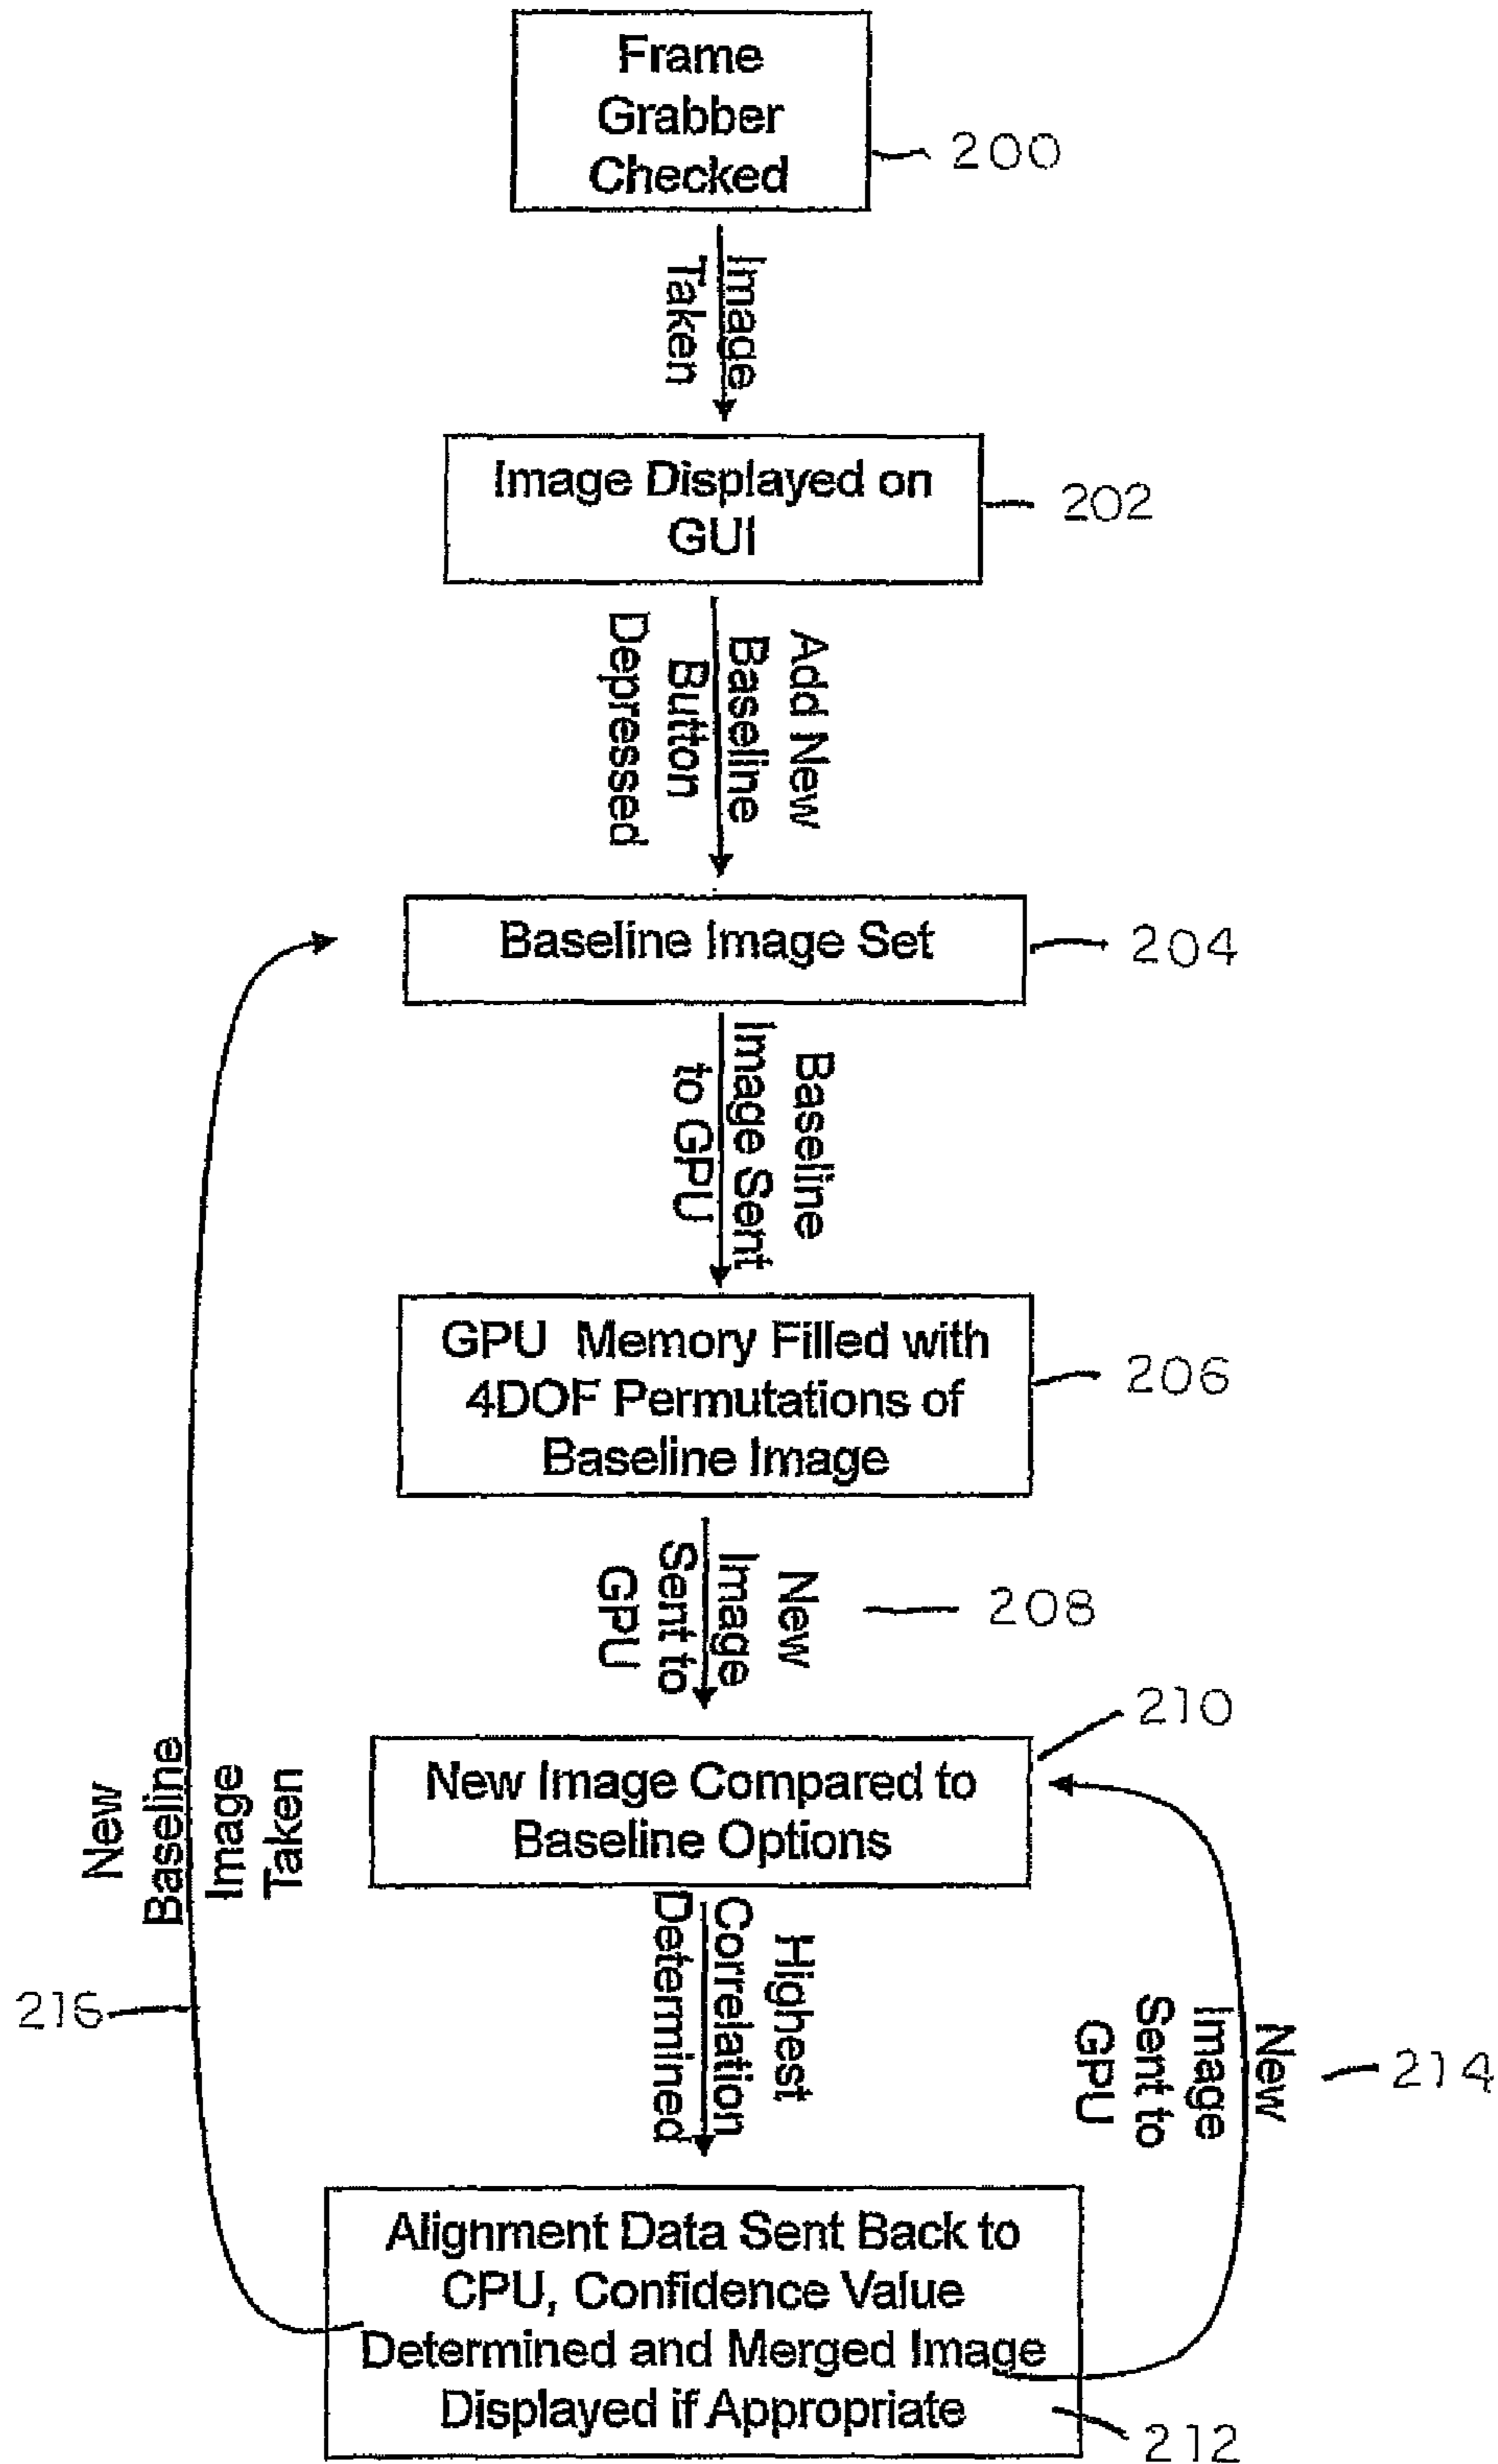 Frame
Grabber
Checked
200
Image
Taken
Image Displayed on
GUI
202
Add New
Baseline
Button
Depressed
Baseline Image Set
204
Baseline
Image Sent
to GPU
GPU Memory Filled with
4DOF Permutations of
Baseline Image
206
New
Image
Sent to
GPU
208
New Image Compared to
Baseline Options
210
Highest
Correlation
Determined
Alignment Data Sent Back to
CPU, Confidence Value
Determined and Merged Image
Displayed if Appropriate
212
New
Image
Sent to
GPU
214
New
Baseline
Image
Taken
216